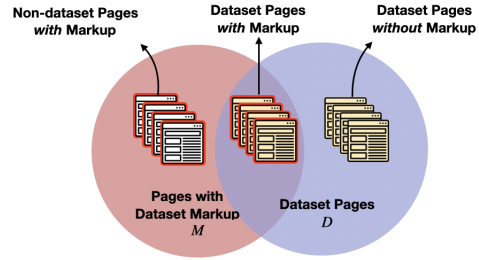 Non-dataset Pages
with Markup
Dataset Pages
with Markup
Dataset Pages
without Markup
Pages with
Dataset Markup
M
Dataset Pages
D